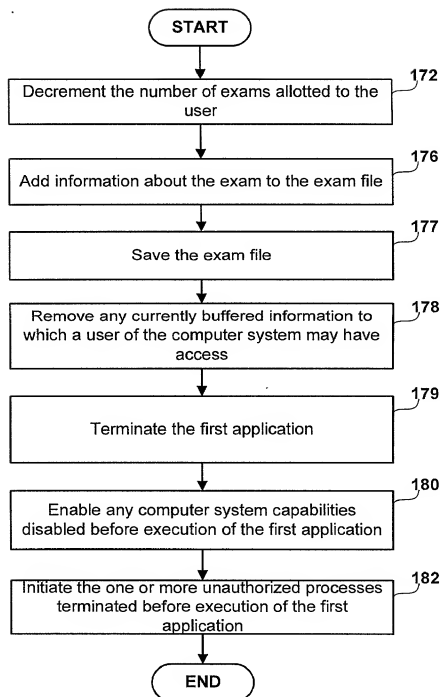 START
172
Decrement the number of exams allotted to the
user
176
Add information about the exam to the exam file
177
Save the exam file
178
Remove any currently buffered information to
which a user of the computer system may have
access
179
Terminate the first application
180
Enable any computer system capabilities
disabled before execution of the first application
182
Initiate the one or more unauthorized processes
terminated before execution of the first
application
END